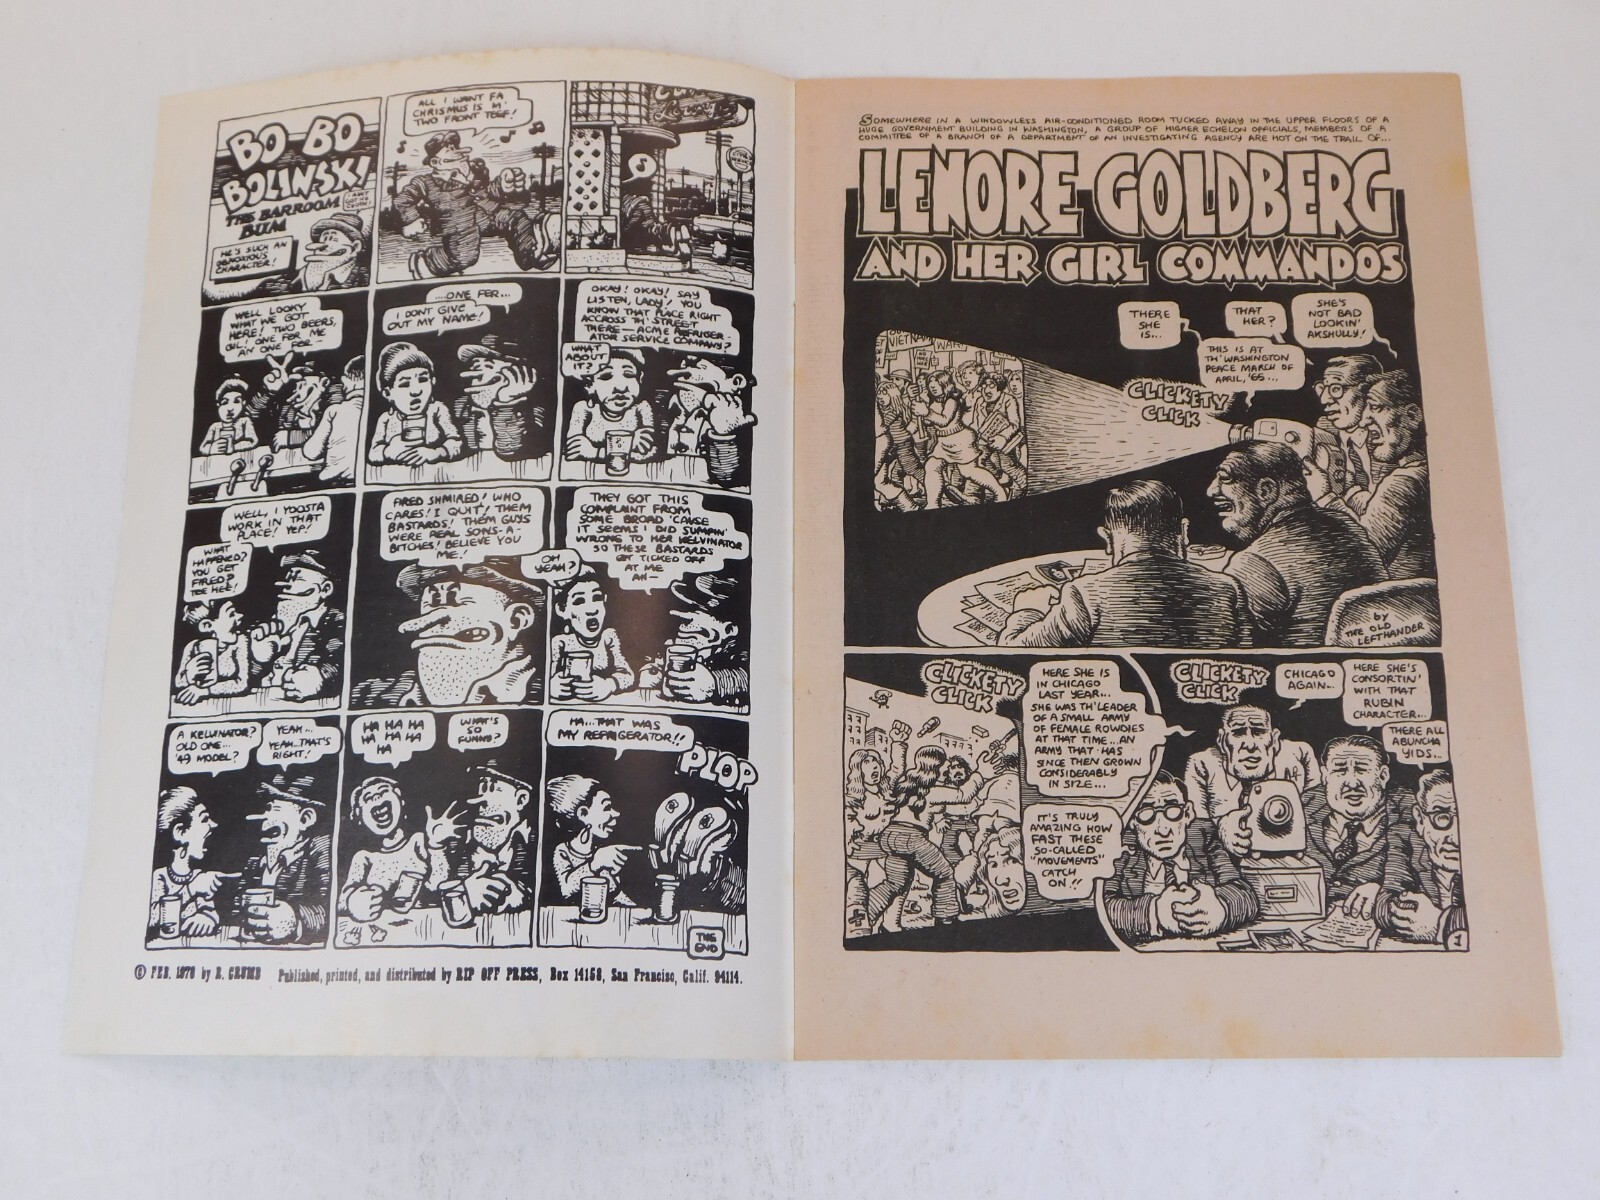 BO-BO
BOLINSKI
THE BARROOM
BUM
HE'S SUCH AN
OBNOXIOUS
CHARACTER!
ALL I WANT FA
CHRISMUS IS M'
TWO FRONT TEEF!
WELL LOOKY
WHAT WE GOT
HERE! TWO BEERS,
GIL! ONE FOR ME
AN ONE FOR—
....ONE FER...
I DONT GIVE
OUT MY NAME!
OKAY! OKAY! SAY
LISTEN, LADY! YOU
KNOW THAT PLACE RIGHT
ACCROSS TH' STREET
THERE — ACME REFRIGER-
ATOR SERVICE COMPANY?
WHAT
ABOUT
IT?
WELL, I YOOSTA
WORK IN THAT
PLACE! YEP!
WHAT
HAPPENED?
YOU GET
FIRED?
TEE HEE!
FIRED SHMIRED! WHO
CARES! I QUIT! THEM
BASTARDS! THEM GUYS
WERE REAL SONS-A-
BITCHES! BELIEVE YOU
ME!
OH
YEAH?
THEY GOT THIS
COMPLAINT FROM
SOME BROAD 'CAUSE
IT SEEMS I DID SUMPIN'
WRONG TO HER KELVINATOR
SO THESE BASTARDS
GET TICKED OFF
AT ME
AN—
A KELVINATOR?
OLD ONE...
'49 MODEL?
YEAH...
YEAH...THAT'S
RIGHT!
HA HA HA
HA HA HA
HA
WHAT'S
SO
FUNNY?
HA...THAT WAS
MY REFRIGERATOR!!
PLOP
THE
END
© FEB. 1970 by R. CRUMB Published, printed, and distributed by RIP OFF PRESS, Box 14158, San Francisc, Calif. 94114.
SOMEWHERE IN A WINDOWLESS AIR-CONDITIONED ROOM TUCKED AWAY IN THE UPPER FLOORS OF A
HUGE GOVERNMENT BUILDING IN WASHINGTON, A GROUP OF HIGHER ECHELON OFFICIALS, MEMBERS OF A
COMMITTEE OF A BRANCH OF A DEPARTMENT OF AN INVESTIGATING AGENCY ARE HOT ON THE TRAIL OF...
LENORE GOLDBERG
AND HER GIRL COMMANDOS
THERE
SHE
IS...
THAT
HER?
SHE'S
NOT BAD
LOOKIN'
AKSHULLY!
THIS IS AT
TH' WASHINGTON
PEACE MARCH OF
APRIL, '65...
VIETNAM
WAR
CLICKETY
CLICK
by
THE OLD
LEFTHANDER
CLICKETY
CLICK
HERE SHE IS
IN CHICAGO
LAST YEAR...
SHE WAS TH' LEADER
OF A SMALL ARMY
OF FEMALE ROWDIES
AT THAT TIME...AN
ARMY THAT HAS
SINCE THEN GROWN
CONSIDERABLY
IN SIZE...
IT'S TRULY
AMAZING HOW
FAST THESE
SO-CALLED
"MOVEMENTS"
CATCH
ON!!
CLICKETY
CLICK
CHICAGO
AGAIN...
HERE SHE'S
CONSORTIN'
WITH THAT
RUBIN
CHARACTER...
THERE ALL
ABUNCHA
YIDS...
1